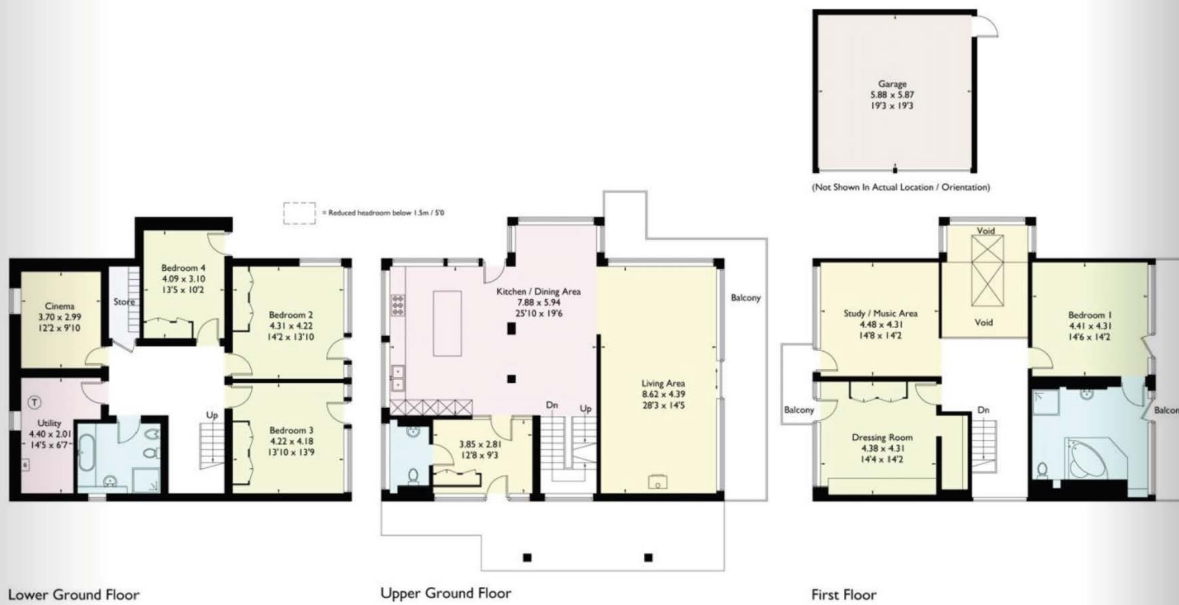 Garage
5.88 x 5.87
19'3 x 19'3
(Not Shown In Actual Location / Orientation)
= Reduced headroom below 1.5m / 5'0
Bedroom 4
4.09 x 3.10
13'5 x 10'2
Cinema
3.70 x 2.99
12'2 x 9'10
Store
Bedroom 2
4.31 x 4.22
14'2 x 13'10
T
Utility
4.40 x 2.01
14'5 x 6'7
Up
Bedroom 3
4.22 x 4.18
13'10 x 13'9
Lower Ground Floor
Kitchen / Dining Area
7.88 x 5.94
25'10 x 19'6
Balcony
Living Area
8.62 x 4.39
28'3 x 14'5
Dn
Up
3.85 x 2.81
12'8 x 9'3
Upper Ground Floor
Void
Void
Study / Music Area
4.48 x 4.31
14'8 x 14'2
Bedroom 1
4.41 x 4.31
14'6 x 14'2
Balcony
Dressing Room
4.38 x 4.31
14'4 x 14'2
Dn
Balcon
First Floor